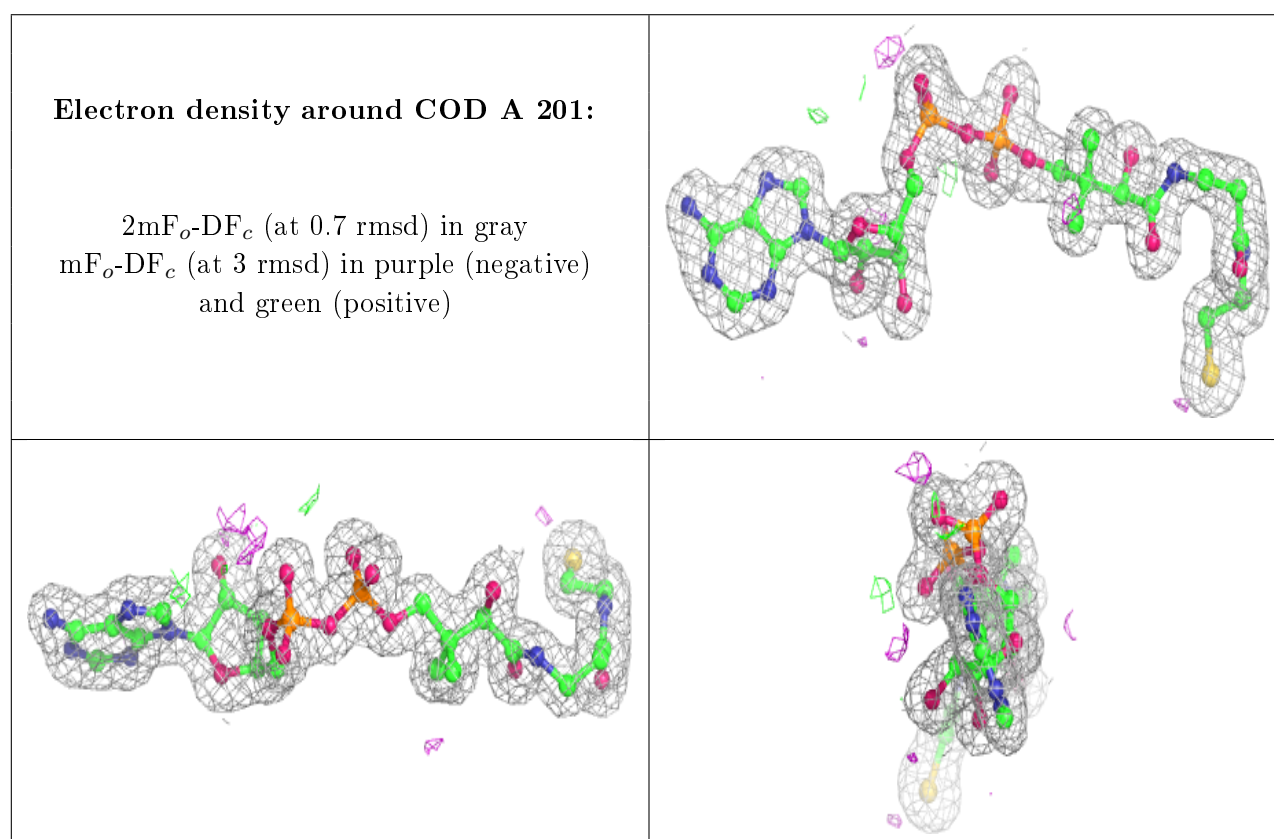 Electron density around COD A 201:
2mFₒ-DF𝒸 (at 0.7 rmsd) in gray
mFₒ-DF𝒸 (at 3 rmsd) in purple (negative)
and green (positive)